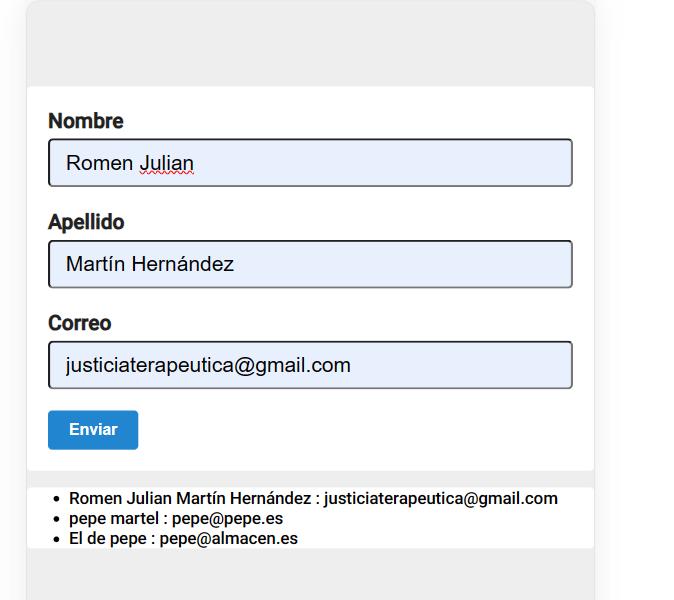 Nombre
Romen Julian
Apellido
Martín Hernández
Correo
justiciaterapeutica@gmail.com
Enviar
Romen Julian Martín Hernández : justiciaterapeutica@gmail.com
pepe martel : pepe@pepe.es
El de pepe : pepe@almacen.es